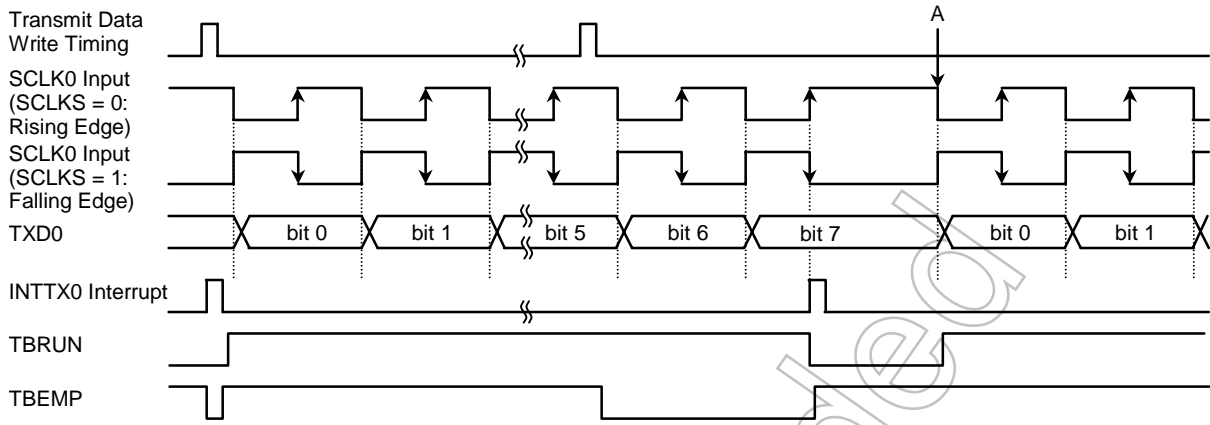 Transmit Data
Write Timing
A
SCLK0 Input
(SCLKS = 0:
Rising Edge)
SCLK0 Input
(SCLKS = 1:
Falling Edge)
TXD0
bit 0
bit 1
bit 5
bit 6
bit 7
bit 0
bit 1
INTTX0 Interrupt
TBRUN
TBEMP
ded